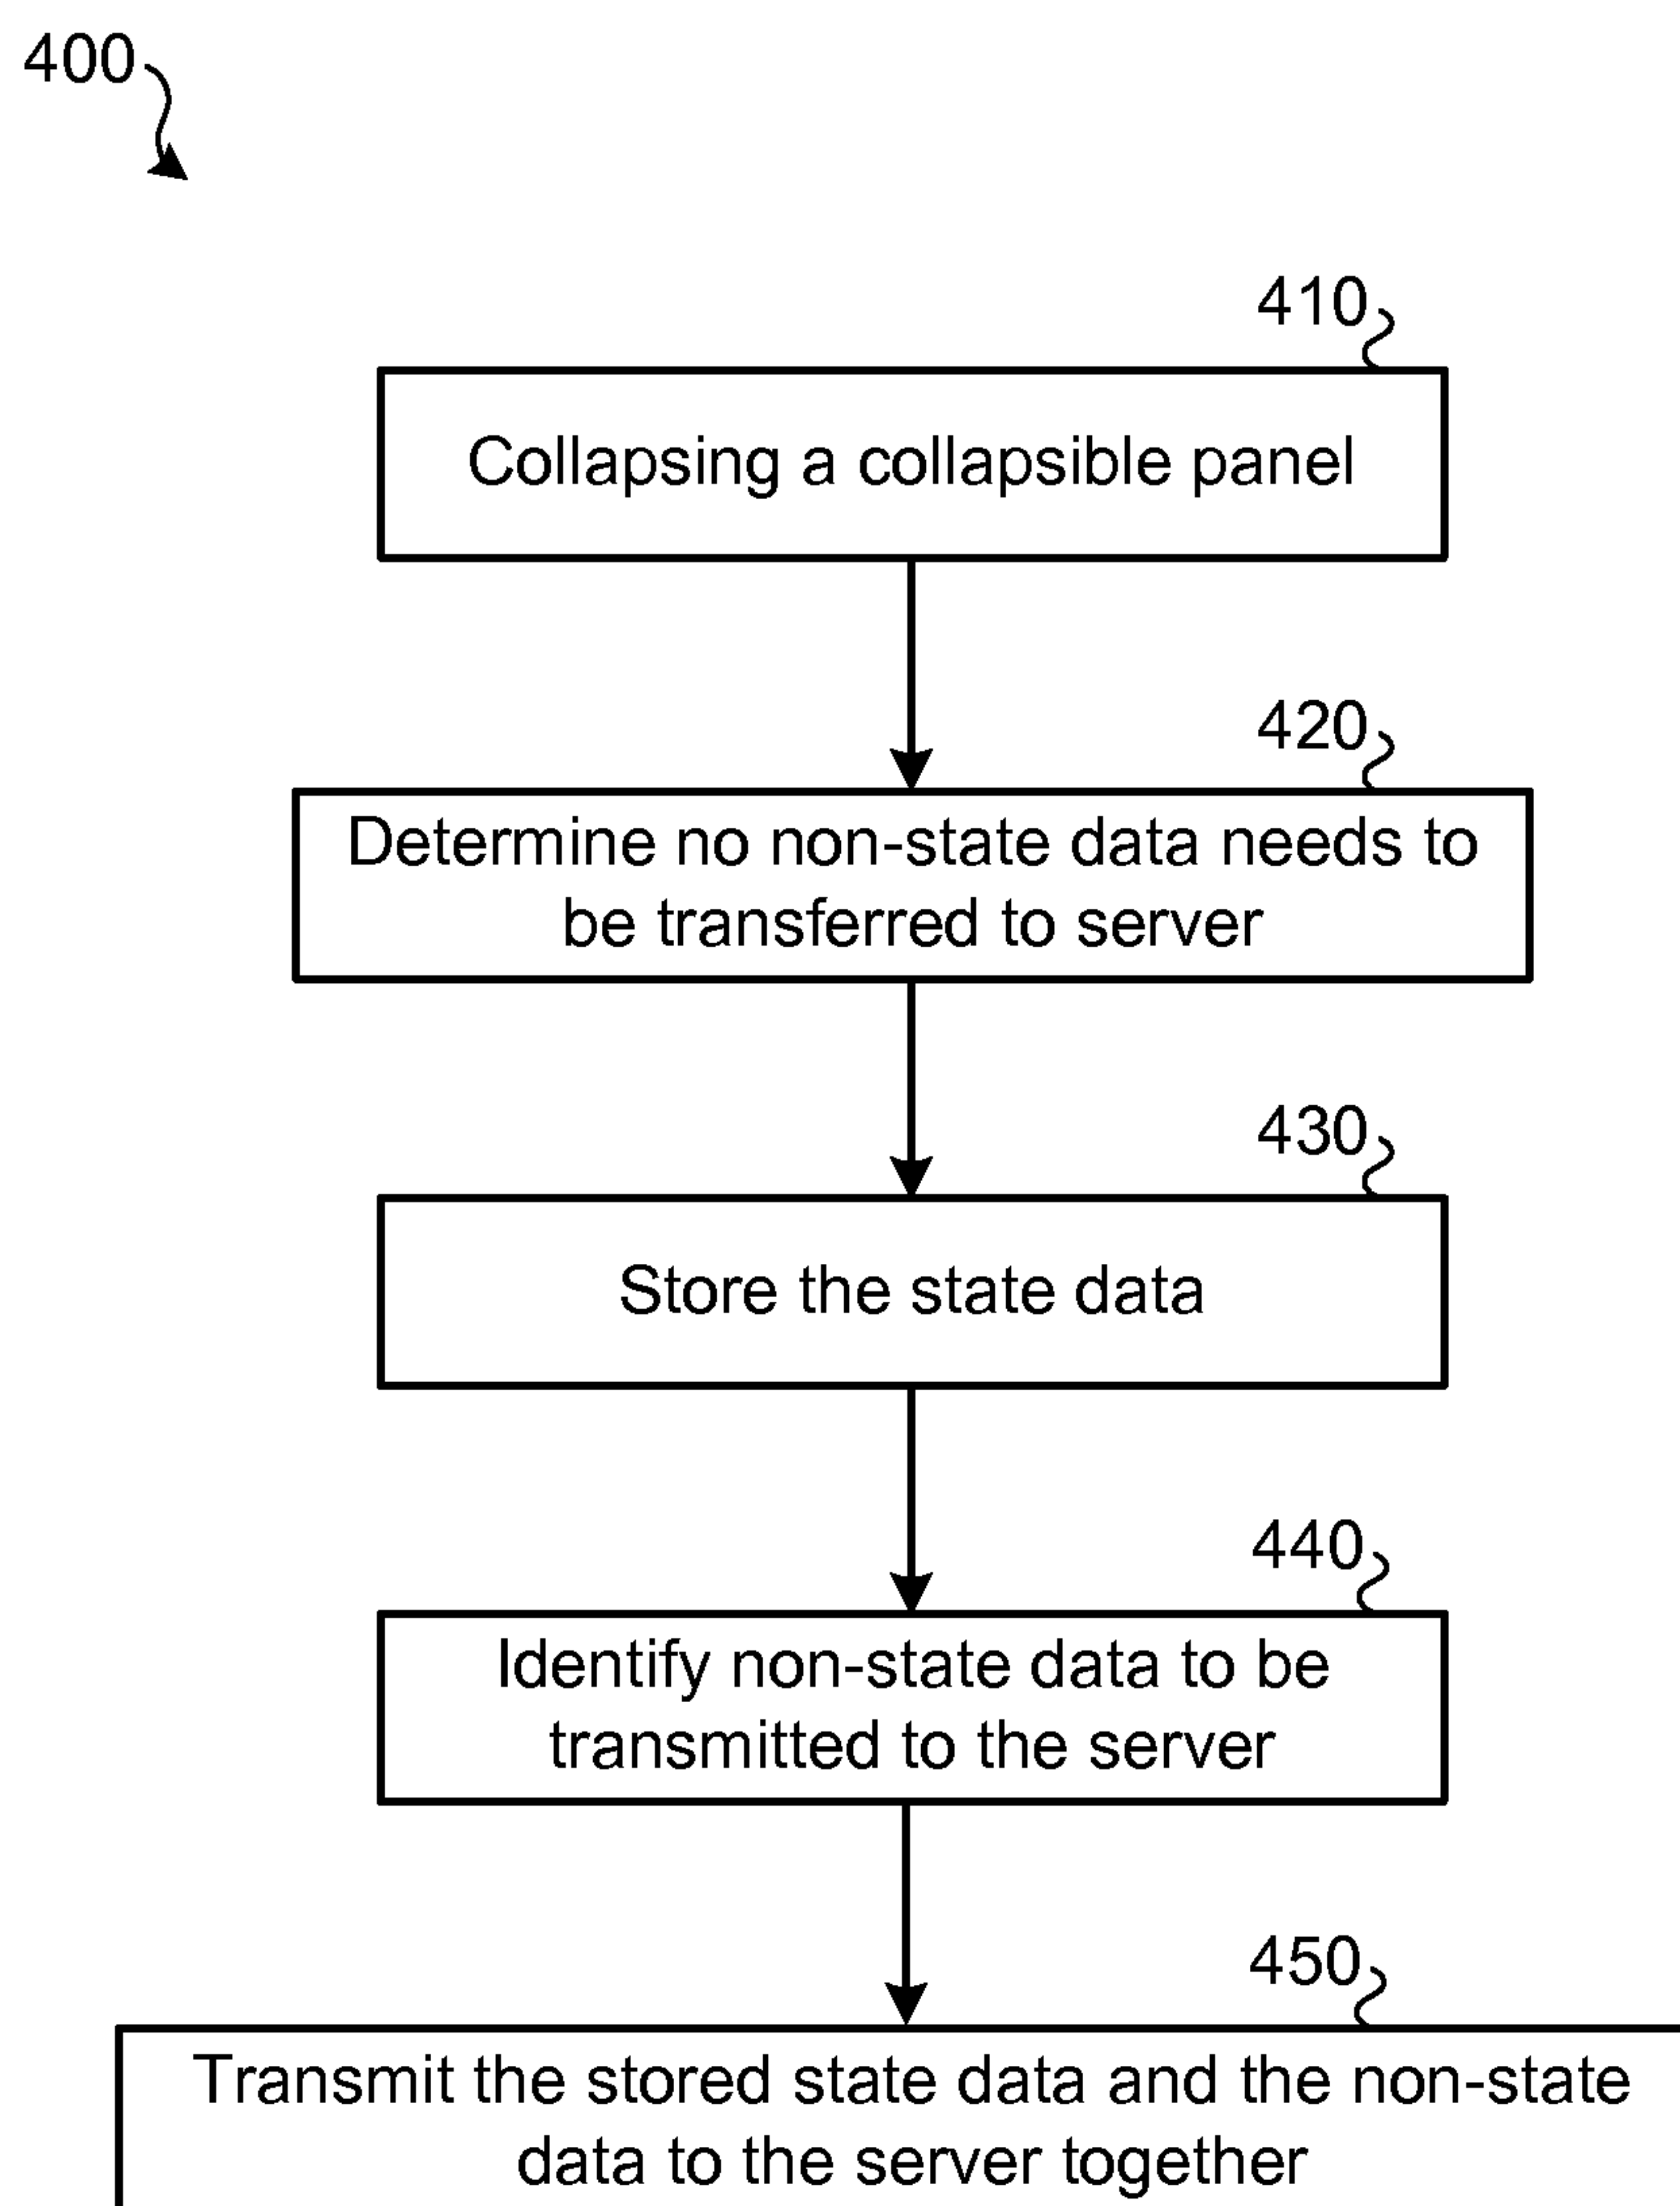 400
410
Collapsing a collapsible panel
420
Determine no non-state data needs to
be transferred to server
430
Store the state data
440
Identify non-state data to be
transmitted to the server
450
Transmit the stored state data and the non-state
data to the server together